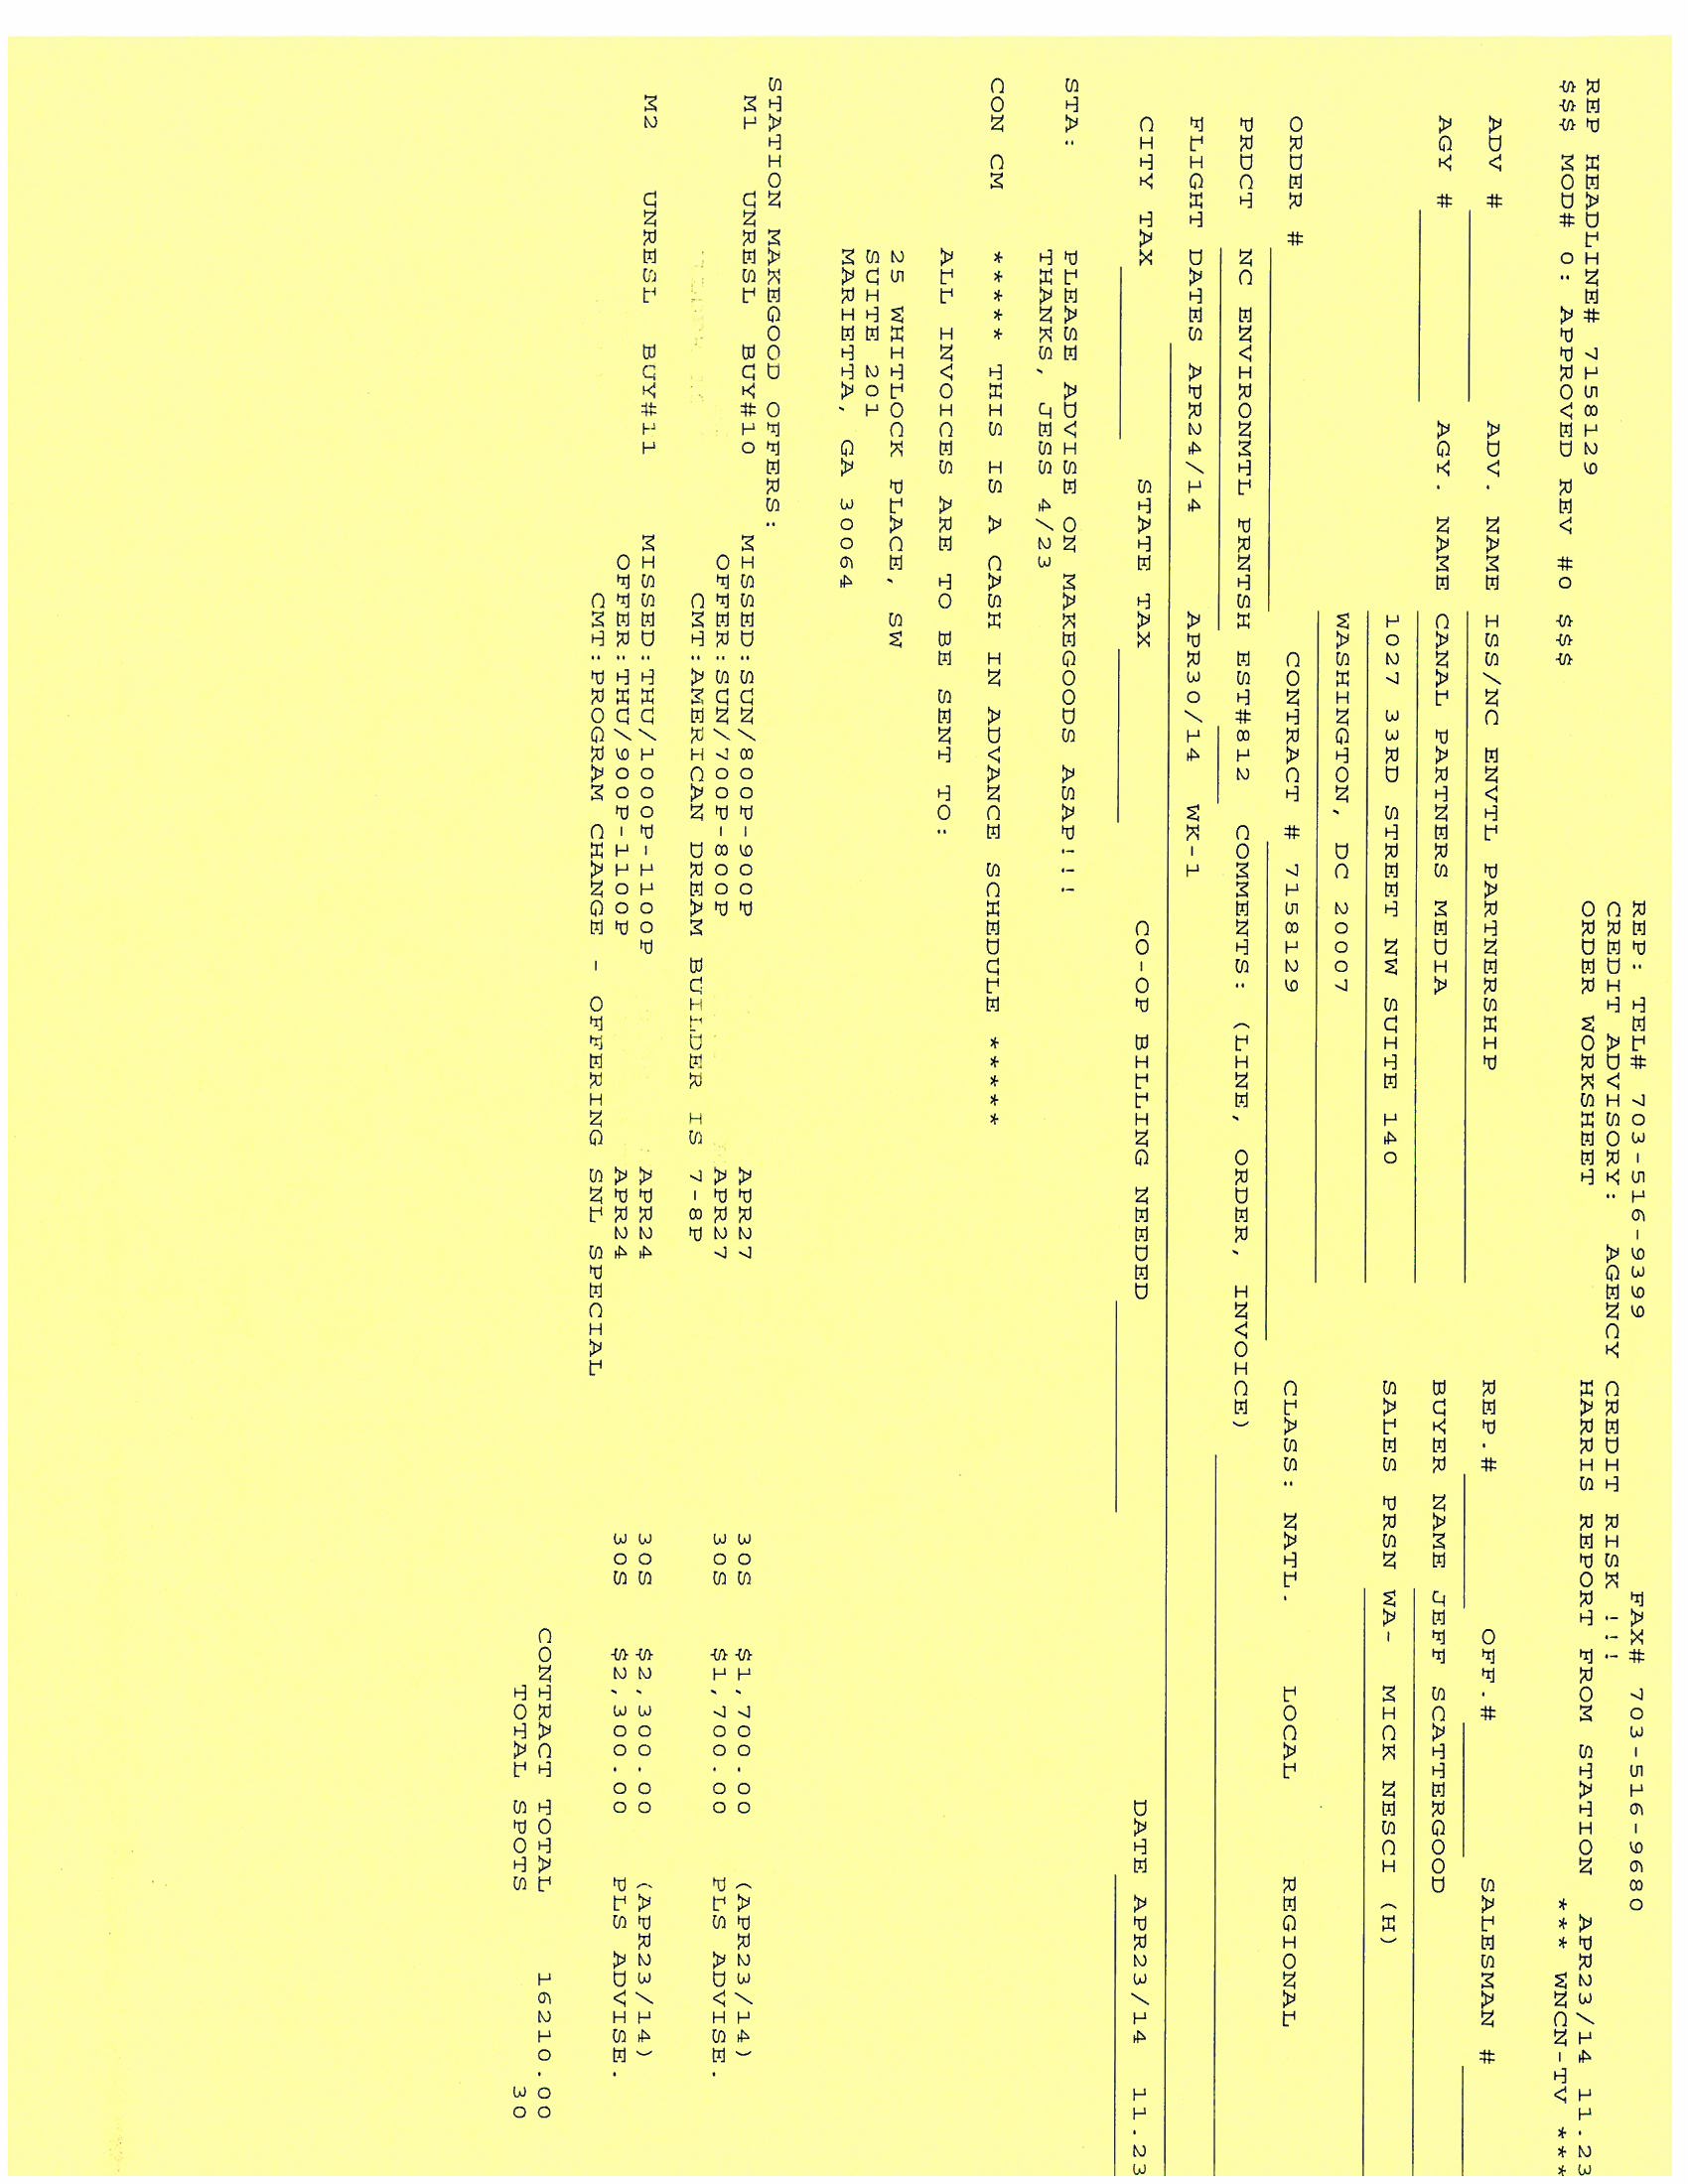 REP: TEL# 703-516-9399 FAX# 703-516-9680
CREDIT ADVISORY: AGENCY CREDIT RISK !!!
REP HEADLINE# 7158129 ORDER WORKSHEET HARRIS REPORT FROM STATION APR23/14 11.23
$$$ MOD# 0: APPROVED REV #0 $$$ *** WNCN-TV ***
ADV # ADV. NAME ISS/NC ENVTL PARTNERSHIP REP.# OFF.# SALESMAN #
AGY # AGY. NAME CANAL PARTNERS MEDIA BUYER NAME JEFF SCATTERGOOD
1027 33RD STREET NW SUITE 140 SALES PRSN WA- MICK NESCI (H)
WASHINGTON, DC 20007
ORDER # CONTRACT # 7158129 CLASS: NATL. LOCAL REGIONAL
PRDCT NC ENVIRONMTL PRNTSH EST#812 COMMENTS: (LINE, ORDER, INVOICE)
FLIGHT DATES APR24/14 APR30/14 WK-1
CITY TAX STATE TAX CO-OP BILLING NEEDED DATE APR23/14 11.23
STA: PLEASE ADVISE ON MAKEGOODS ASAP!!!
THANKS, JESS 4/23
CON CM ***** THIS IS A CASH IN ADVANCE SCHEDULE *****
ALL INVOICES ARE TO BE SENT TO:
25 WHITLOCK PLACE, SW
SUITE 201
MARIETTA, GA 30064
STATION MAKEGOOD OFFERS:
M1 UNRESL BUY#10 MISSED:SUN/800P-900P APR27 30S $1,700.00 (APR23/14)
OFFER:SUN/700P-800P APR27 30S $1,700.00 PLS ADVISE.
CMT:AMERICAN DREAM BUILDER IS 7-8P
M2 UNRESL BUY#11 MISSED:THU/1000P-1100P APR24 30S $2,300.00 (APR23/14)
OFFER:THU/900P-1100P APR24 30S $2,300.00 PLS ADVISE.
CMT:PROGRAM CHANGE - OFFERING SNL SPECIAL
CONTRACT TOTAL 16210.00
TOTAL SPOTS 30